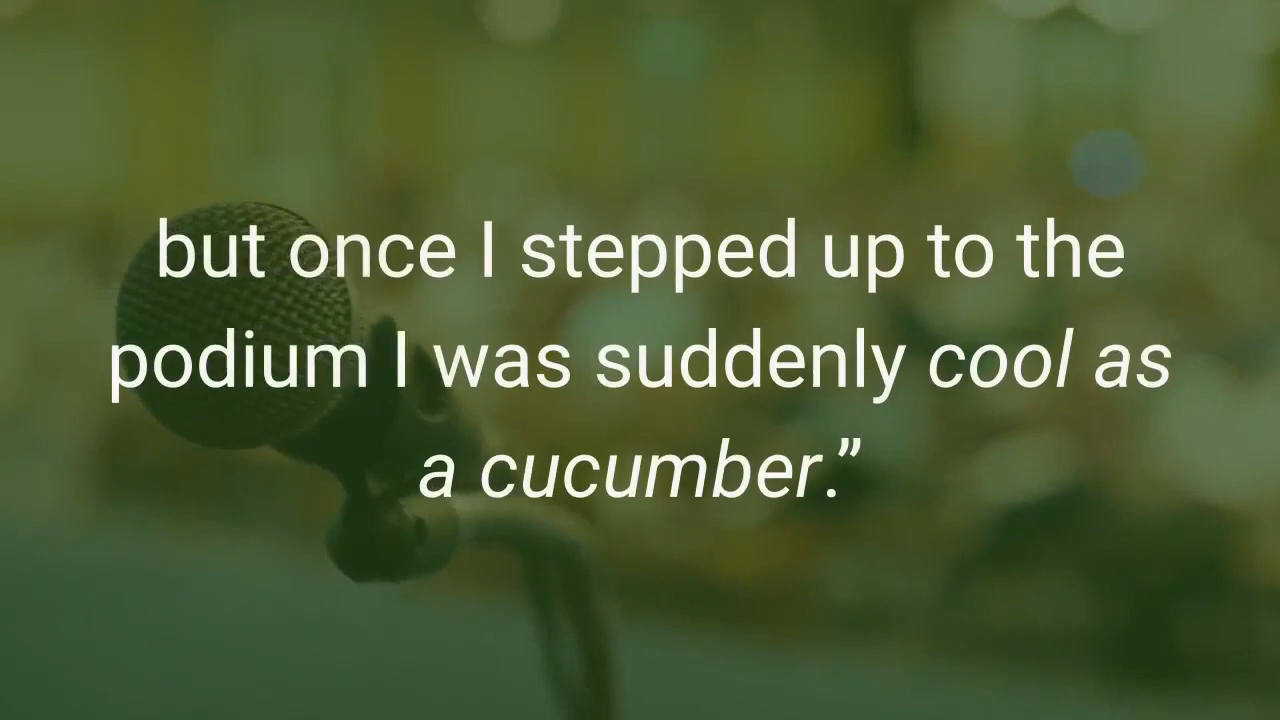 but once I stepped up to the
podium I was suddenly cool as
a cucumber.”